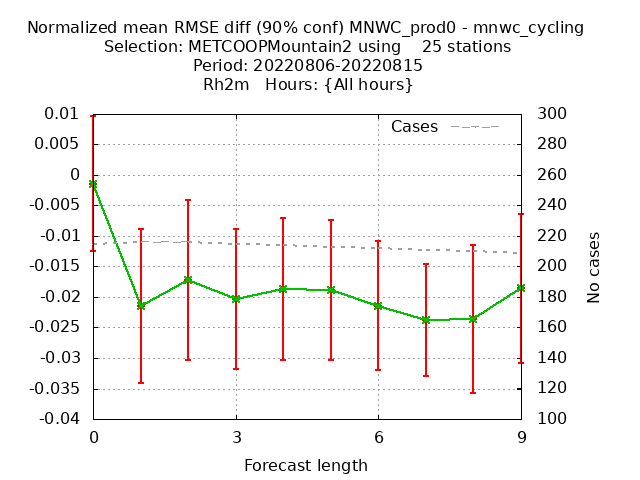 Normalized mean RMSE diff (90% conf) MNWC_prod0 - mnwc_cycling
Selection: METCOOPMountain2 using    25 stations
Period: 20220806-20220815
Rh2m   Hours: {All hours}
0.01
0.005
0
-0.005
-0.01
-0.015
-0.02
-0.025
-0.03
-0.035
-0.04
Cases
300
280
260
240
220
200
180
160
140
120
100
No cases
0 3 6 9
Forecast length